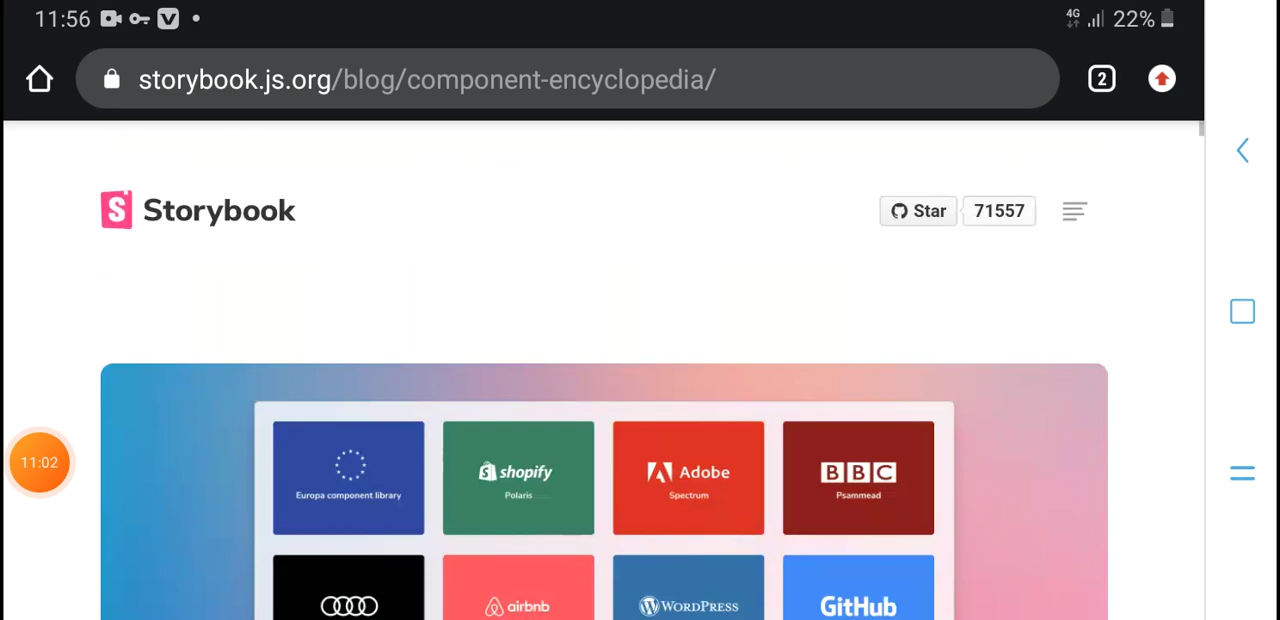 11:56 V 4G 22%
storybook.js.org/blog/component-encyclopedia/ 2
S Storybook Star 71557
Europa component library
shopify
Polaris
Adobe
Spectrum
BBC
Psammead
airbnb
WORDPRESS
GitHub
11:02